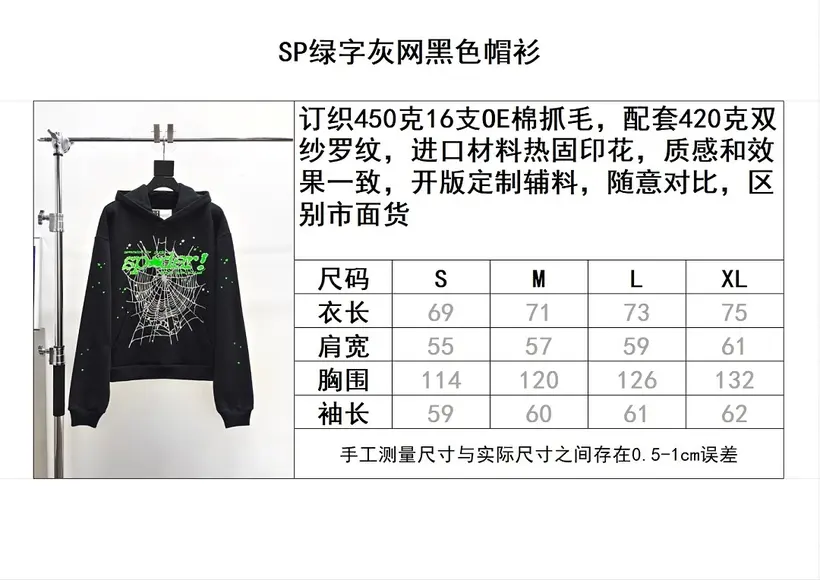 SP绿字灰网黑色帽衫
订织450克16支OE棉抓毛，配套420克双
纱罗纹，进口材料热固印花，质感和效
果一致，开版定制辅料，随意对比，区
别市面货
尺码 S M L XL
衣长 69 71 73 75
肩宽 55 57 59 61
胸围 114 120 126 132
袖长 59 60 61 62
手工测量尺寸与实际尺寸之间存在0.5-1cm误差